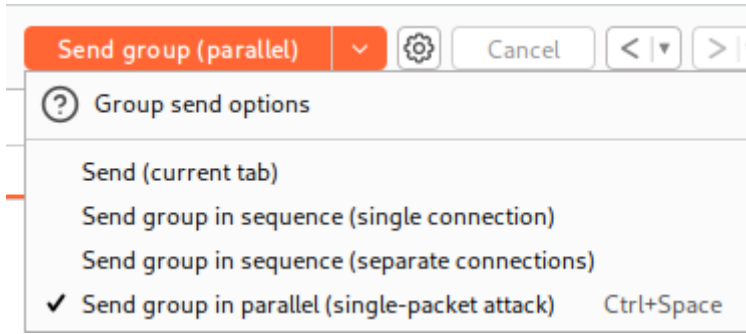 Send group (parallel)
Cancel
< |▼
> |
? Group send options
Send (current tab)
Send group in sequence (single connection)
Send group in sequence (separate connections)
✓ Send group in parallel (single-packet attack) Ctrl+Space